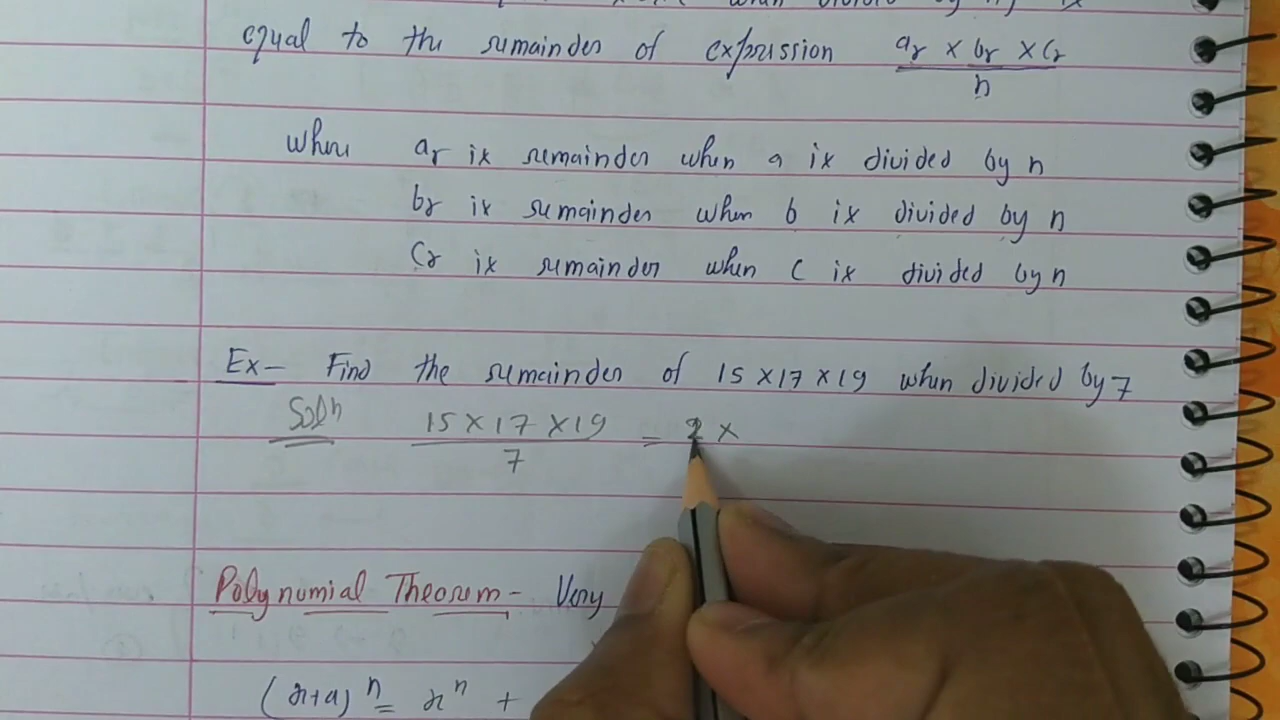 equal to the remainder of expression ar × br × cr / n
where ar is remainder when a is divided by n
br is remainder when b is divided by n
Cr is remainder when C is divided by n
Ex- Find the remainder of 15 × 17 × 19 when divided by 7
Soln 15 × 17 × 19 / 7 = 2 ×
Polynomial Theorem - Very
(x+a)^n = x^n +